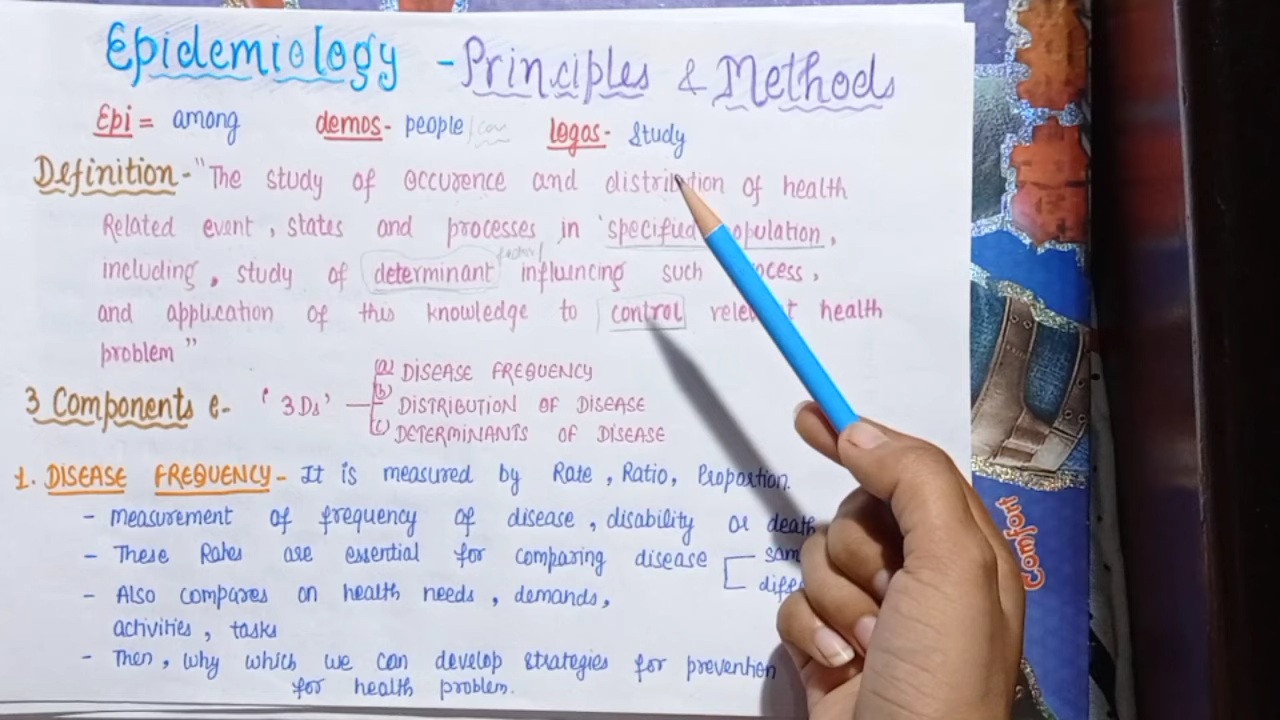 Epidemiology - Principles & Methods
Epi = among demos - people logos - Study
Definition - "The study of occurence and distribution of health
Related event, states and processes in 'specified population,
including, study of determinant influencing such process,
and application of this knowledge to control relevant health
problem"
3 Components e- '3Ds'
(a) DISEASE FREQUENCY
(b) DISTRIBUTION OF DISEASE
(c) DETERMINANTS OF DISEASE
1. DISEASE FREQUENCY - It is measured by Rate, Ratio, Proportion.
- Measurement of frequency of disease, disability or death
- These Rates are essential for comparing disease
- Also compares on health needs, demands,
activities, tasks
- Then, why which we can develop strategies for prevention
for health problem.
Comfort